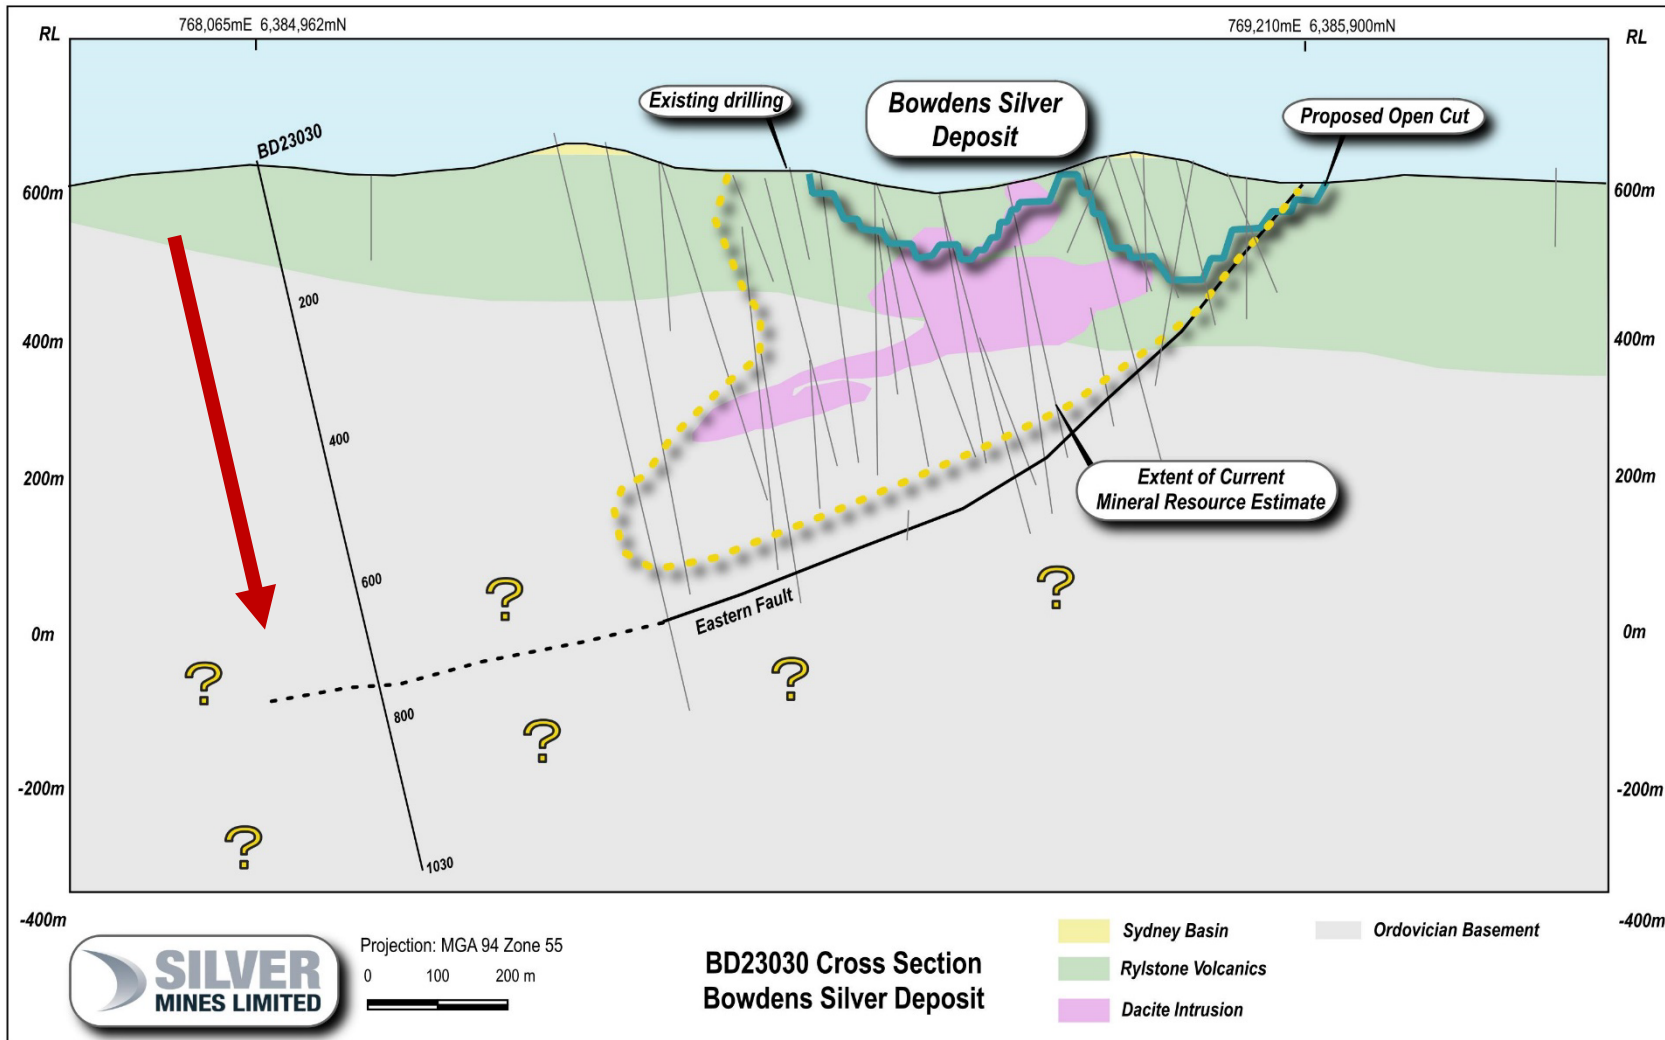 768,065mE 6,384,962mN
769,210mE 6,385,900mN
RL
RL
Existing drilling
Bowdens Silver
Deposit
Proposed Open Cut
BD23030
600m
600m
200
400m
400m
400
200m
200m
Extent of Current
Mineral Resource Estimate
600
?
?
Eastern Fault
0m
0m
?
?
800
?
-200m
-200m
?
1030
-400m
-400m
SILVER
MINES LIMITED
Projection: MGA 94 Zone 55
0 100 200 m
BD23030 Cross Section
Bowdens Silver Deposit
Sydney Basin
Rylstone Volcanics
Dacite Intrusion
Ordovician Basement